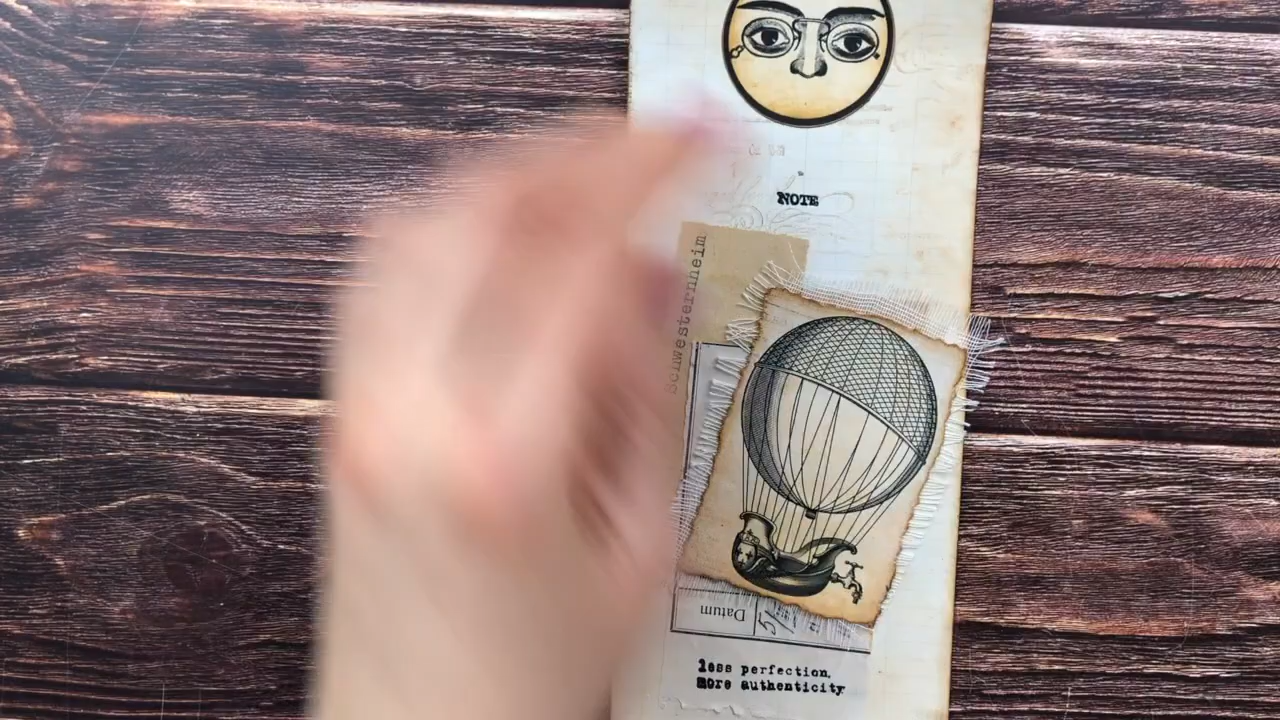 NOTE
Schwesternheim
Datum
less perfection,
more authenticity